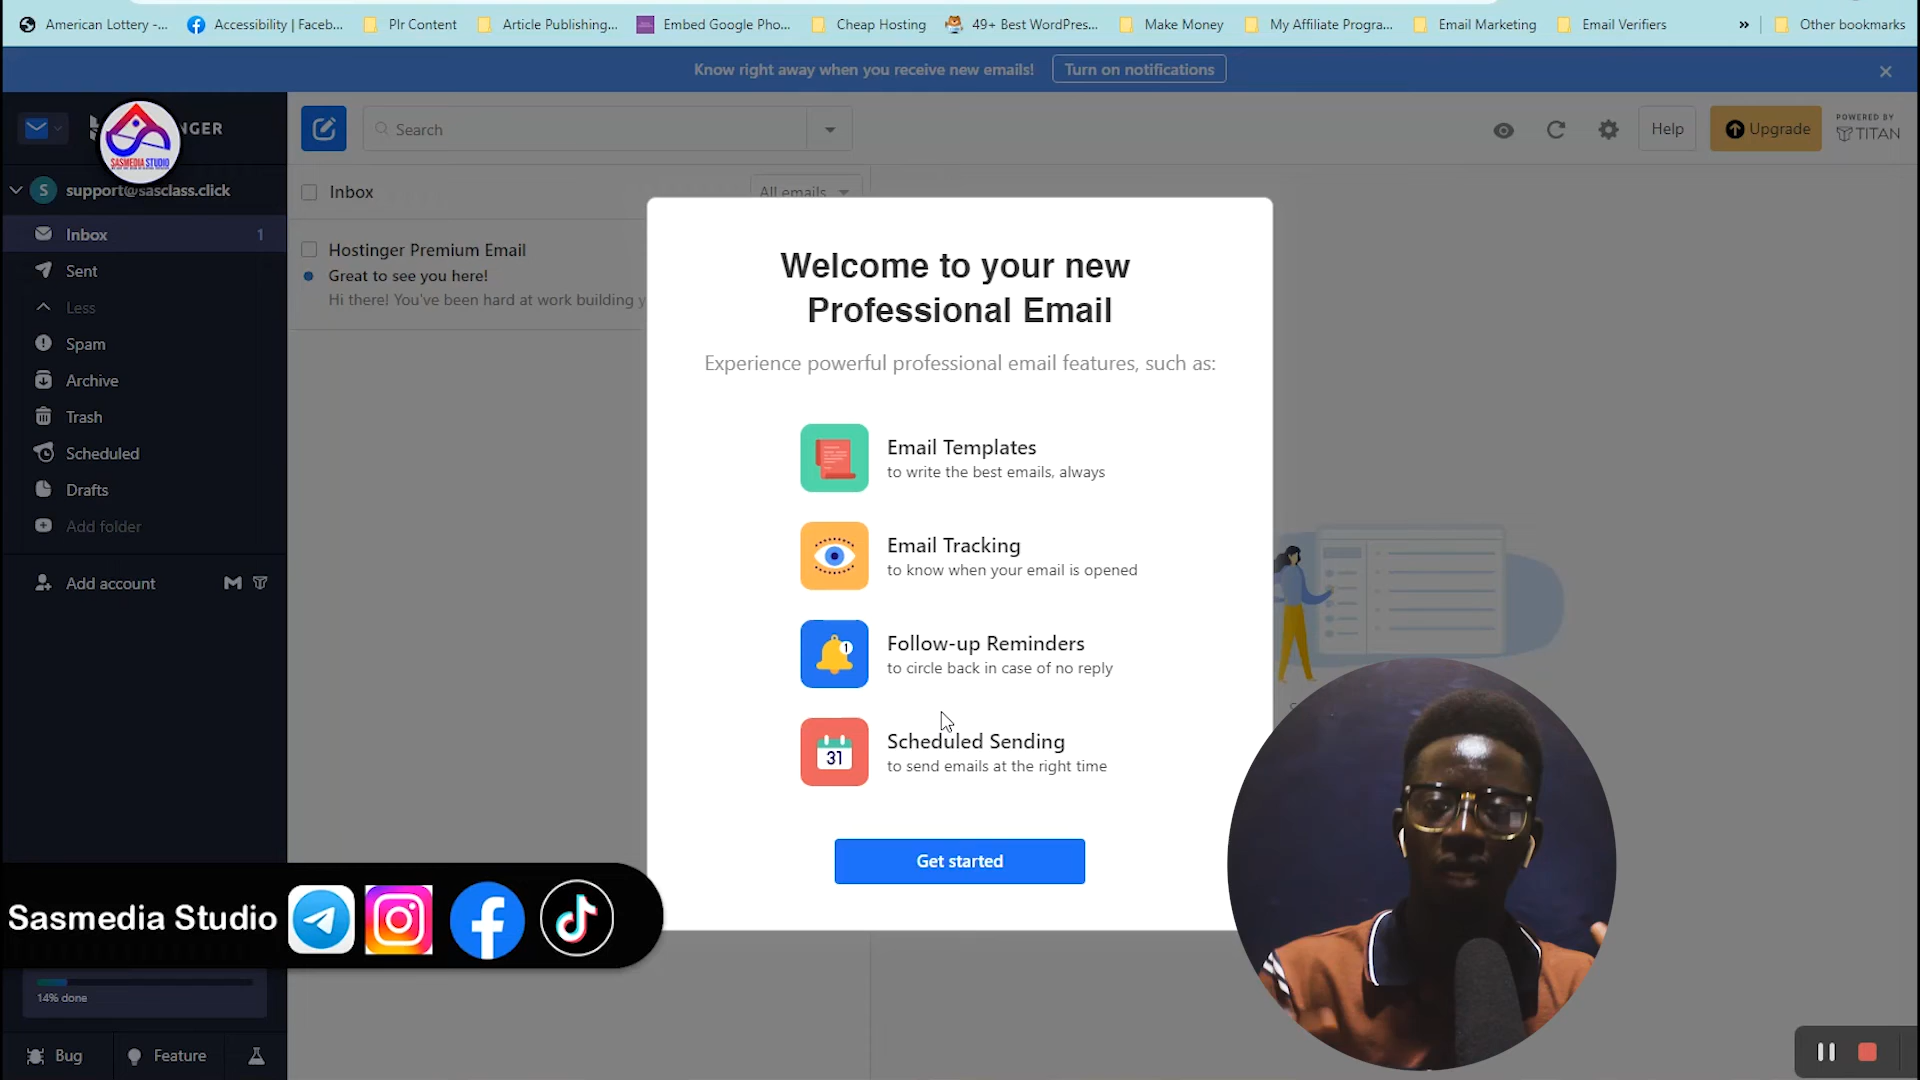 American Lottery -...
Accessibility | Faceb...
Plr Content
Article Publishing...
Embed Google Pho...
Cheap Hosting
49+ Best WordPres...
Make Money
My Affiliate Progra...
Email Marketing
Email Verifiers
»
Other bookmarks
Know right away when you receive new emails!
Turn on notifications
NGER
SASMEDIA STUDIO
Search
Help
Upgrade
POWERED BY
TITAN
S
support@sasclass.click
Inbox 1
Sent
Less
Spam
Archive
Trash
Scheduled
Drafts
Add folder
Add account
Inbox
All emails
Hostinger Premium Email
Great to see you here!
Hi there! You've been hard at work building y
Welcome to your new
Professional Email
Experience powerful professional email features, such as:
Email Templates
to write the best emails, always
Email Tracking
to know when your email is opened
1
Follow-up Reminders
to circle back in case of no reply
31
Scheduled Sending
to send emails at the right time
Get started
Sasmedia Studio
14% done
Bug
Feature